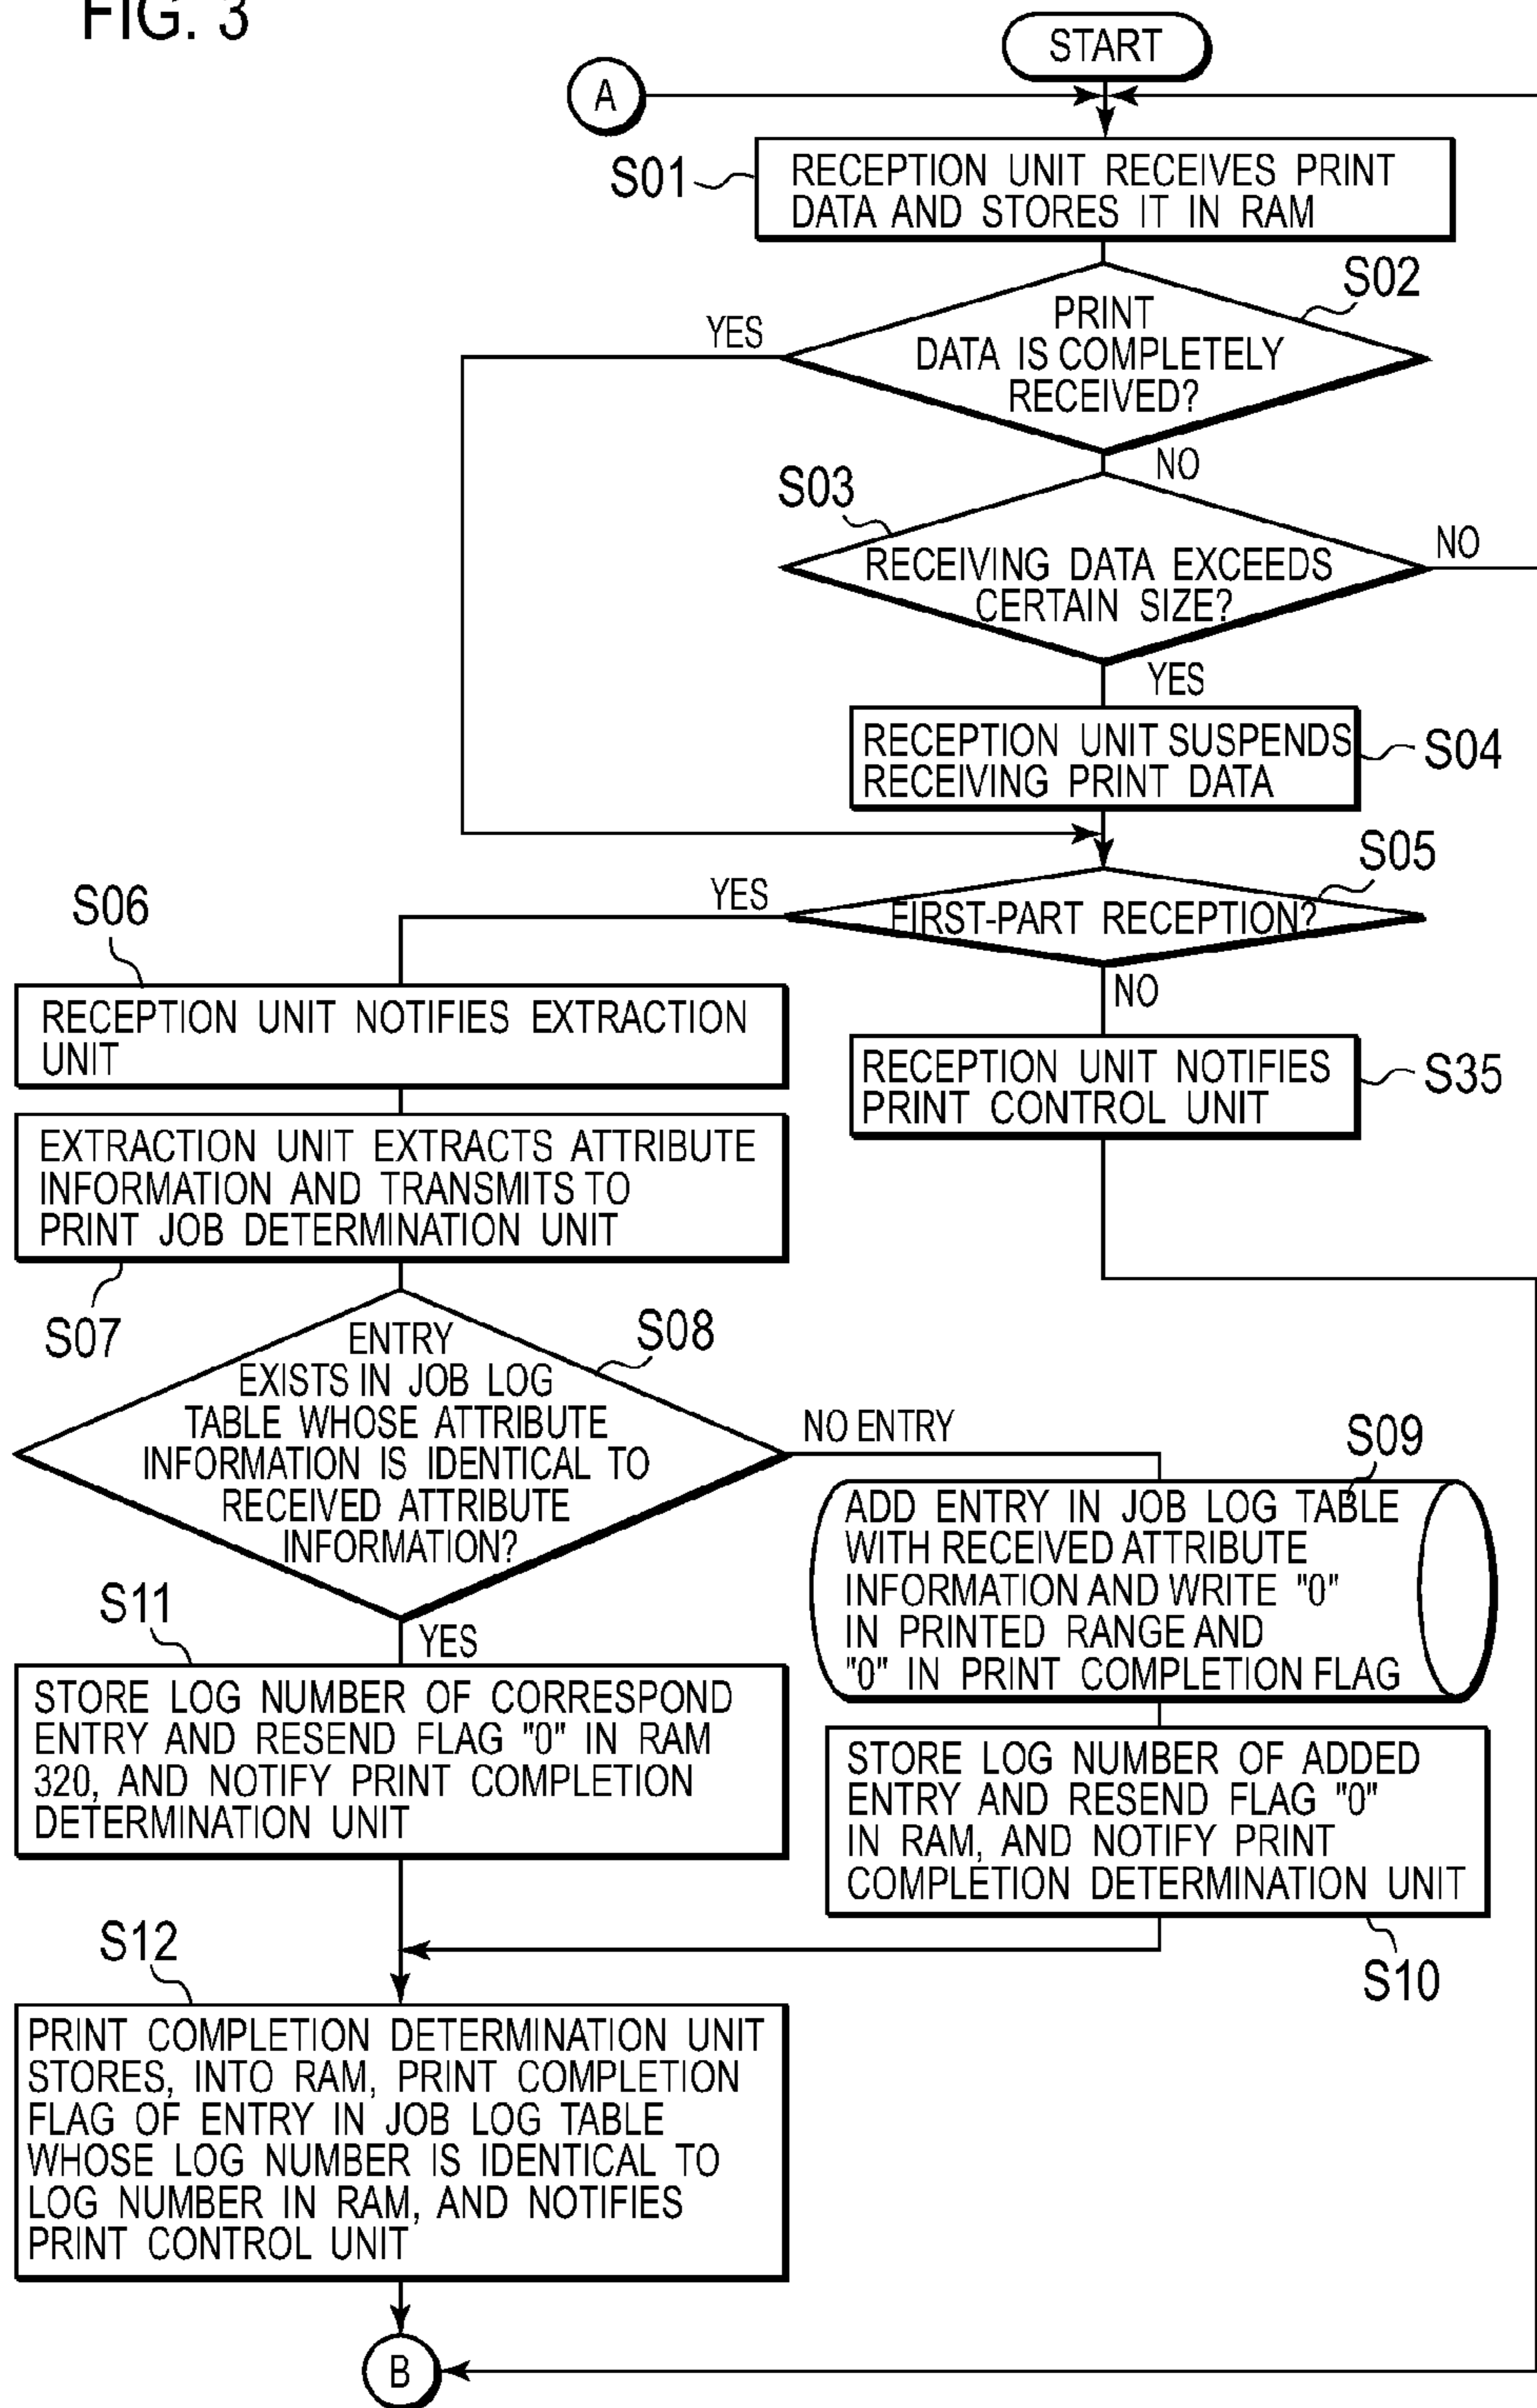 FIG. 3
START
A
S01
RECEPTION UNIT RECEIVES PRINT
DATA AND STORES IT IN RAM
S02
PRINT
DATA IS COMPLETELY
RECEIVED?
YES
NO
S03
RECEIVING DATA EXCEEDS
CERTAIN SIZE?
NO
YES
RECEPTION UNIT SUSPENDS
RECEIVING PRINT DATA
S04
S05
FIRST-PART RECEPTION?
YES
NO
S06
RECEPTION UNIT NOTIFIES EXTRACTION
UNIT
RECEPTION UNIT NOTIFIES
PRINT CONTROL UNIT
S35
EXTRACTION UNIT EXTRACTS ATTRIBUTE
INFORMATION AND TRANSMITS TO
PRINT JOB DETERMINATION UNIT
S07
S08
ENTRY
EXISTS IN JOB LOG
TABLE WHOSE ATTRIBUTE
INFORMATION IS IDENTICAL TO
RECEIVED ATTRIBUTE
INFORMATION?
NO ENTRY
YES
S09
ADD ENTRY IN JOB LOG TABLE
WITH RECEIVED ATTRIBUTE
INFORMATION AND WRITE "0"
IN PRINTED RANGE AND
"0" IN PRINT COMPLETION FLAG
S11
STORE LOG NUMBER OF CORRESPOND
ENTRY AND RESEND FLAG "0" IN RAM
320, AND NOTIFY PRINT COMPLETION
DETERMINATION UNIT
STORE LOG NUMBER OF ADDED
ENTRY AND RESEND FLAG "0"
IN RAM, AND NOTIFY PRINT
COMPLETION DETERMINATION UNIT
S10
S12
PRINT COMPLETION DETERMINATION UNIT
STORES, INTO RAM, PRINT COMPLETION
FLAG OF ENTRY IN JOB LOG TABLE
WHOSE LOG NUMBER IS IDENTICAL TO
LOG NUMBER IN RAM, AND NOTIFIES
PRINT CONTROL UNIT
B